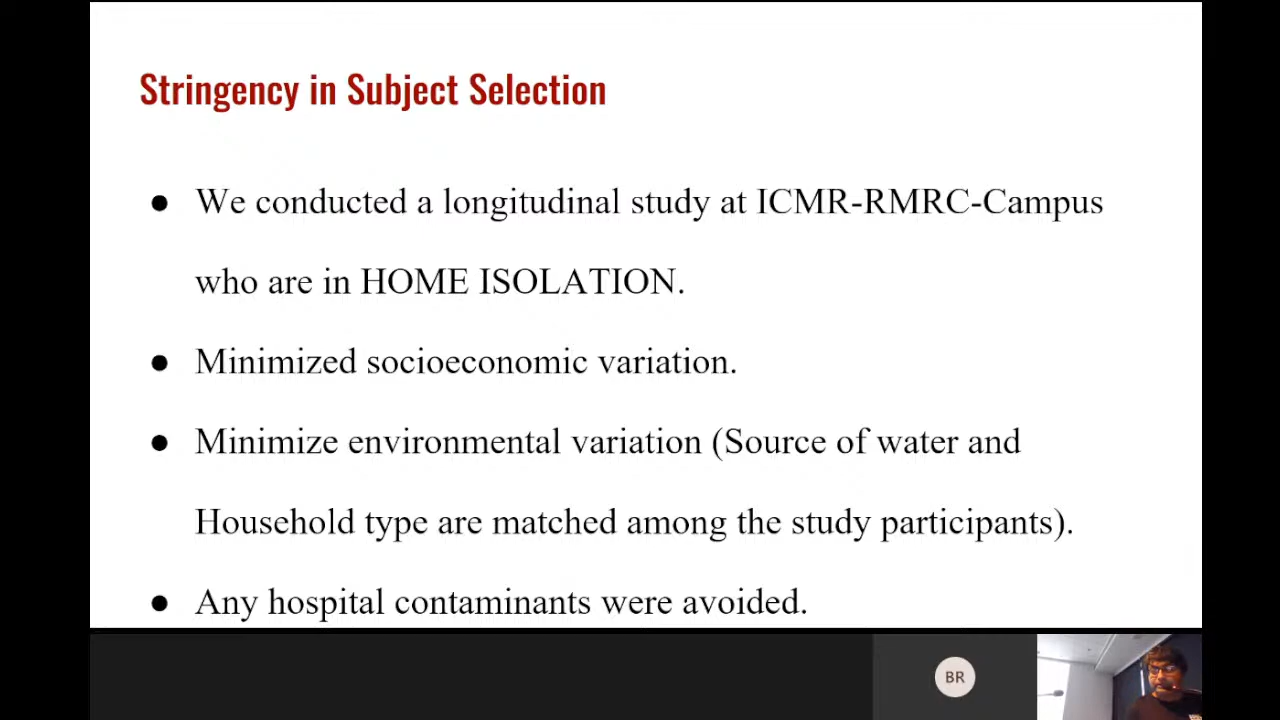 Stringency in Subject Selection
● We conducted a longitudinal study at ICMR-RMRC-Campus
who are in HOME ISOLATION.
● Minimized socioeconomic variation.
● Minimize environmental variation (Source of water and
Household type are matched among the study participants).
● Any hospital contaminants were avoided.
BR